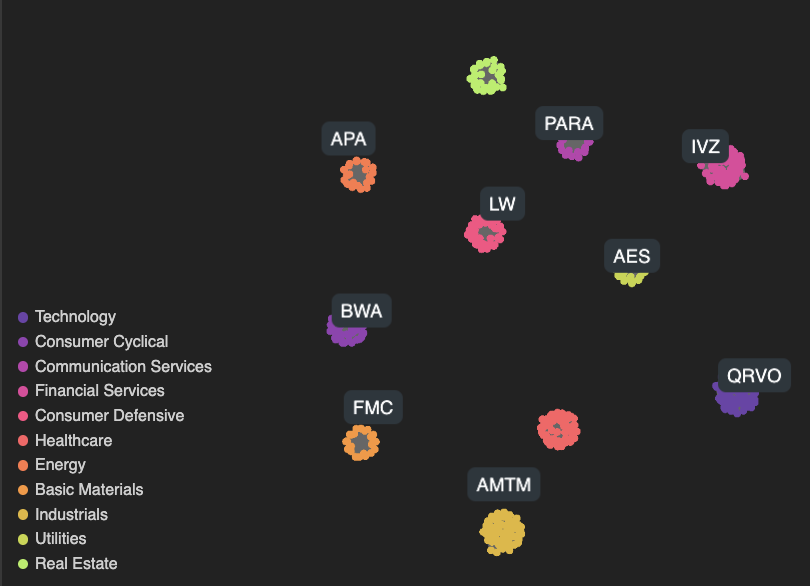 PARA
APA
IVZ
LW
AES
BWA
Technology
Consumer Cyclical
Communication Services
Financial Services
Consumer Defensive
Healthcare
Energy
Basic Materials
Industrials
Utilities
Real Estate
QRVO
FMC
AMTM